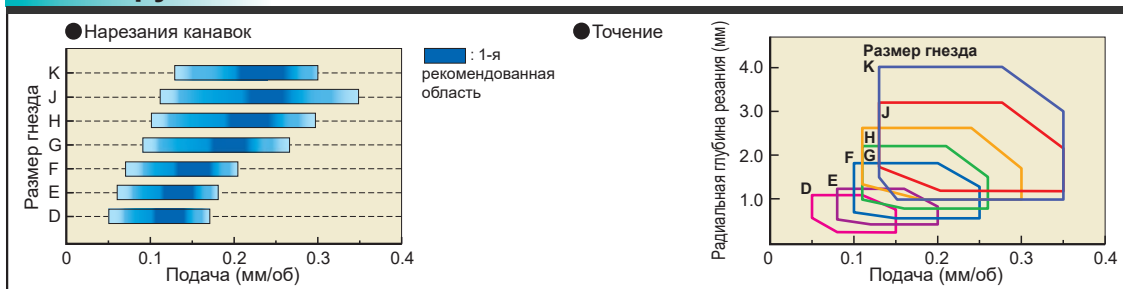 ●Нарезания канавок
K
J
H
G
F
E
D
Размер гнезда
0
0.1
0.2
0.3
0.4
Подача (мм/об)
: 1-я
рекомендованная
область
●Точение
Радиальная глубина резания (мм)
4.0
3.0
2.0
1.0
Размер гнезда
K
J
H
G
F
E
D
0
0.1
0.2
0.3
0.4
Подача (мм/об)